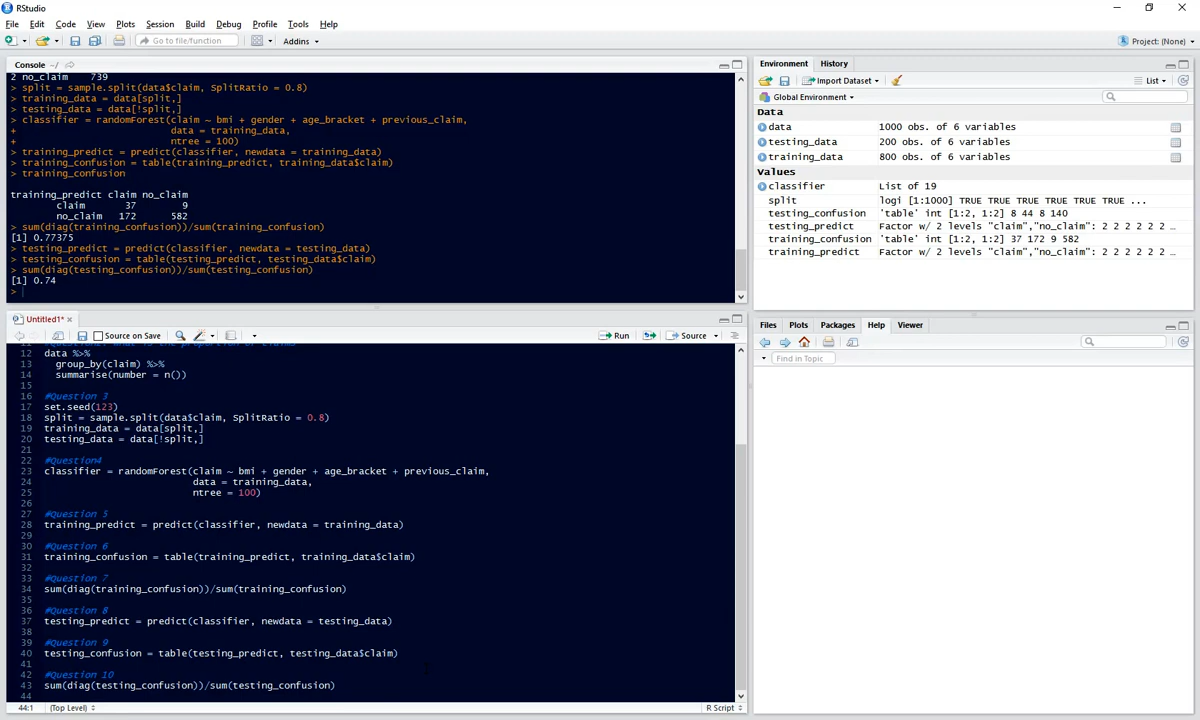 RStudio
File Edit Code View Plots Session Build Debug Profile Tools Help
Go to file/function Addins Project: (None)
Console ~/
2 no_claim 739
> split = sample.split(data$claim, SplitRatio = 0.8)
> training_data = data[split,]
> testing_data = data[!split,]
> classifier = randomForest(claim ~ bmi + gender + age_bracket + previous_claim,
+ data = training_data,
+ ntree = 100)
> training_predict = predict(classifier, newdata = training_data)
> training_confusion = table(training_predict, training_data$claim)
> training_confusion
training_predict claim no_claim
claim 37 9
no_claim 172 582
> sum(diag(training_confusion))/sum(training_confusion)
[1] 0.77375
> testing_predict = predict(classifier, newdata = testing_data)
> testing_confusion = table(testing_predict, testing_data$claim)
> sum(diag(testing_confusion))/sum(testing_confusion)
[1] 0.74
>
Untitled1*
Source on Save Run Source
12 data %>%
13 group_by(claim) %>%
14 summarise(number = n())
15
16 #Question 3
17 set.seed(123)
18 split = sample.split(data$claim, SplitRatio = 0.8)
19 training_data = data[split,]
20 testing_data = data[!split,]
21
22 #Question4
23 classifier = randomForest(claim ~ bmi + gender + age_bracket + previous_claim,
24 data = training_data,
25 ntree = 100)
26
27 #Question 5
28 training_predict = predict(classifier, newdata = training_data)
29
30 #Question 6
31 training_confusion = table(training_predict, training_data$claim)
32
33 #Question 7
34 sum(diag(training_confusion))/sum(training_confusion)
35
36 #Question 8
37 testing_predict = predict(classifier, newdata = testing_data)
38
39 #Question 9
40 testing_confusion = table(testing_predict, testing_data$claim)
41
42 #Question 10
43 sum(diag(testing_confusion))/sum(testing_confusion)
44
44:1 (Top Level) R Script
Environment History
Import Dataset List
Global Environment
Data
data 1000 obs. of 6 variables
testing_data 200 obs. of 6 variables
training_data 800 obs. of 6 variables
Values
classifier List of 19
split logi [1:1000] TRUE TRUE TRUE TRUE TRUE TRUE ...
testing_confusion 'table' int [1:2, 1:2] 8 44 8 140
testing_predict Factor w/ 2 levels "claim","no_claim": 2 2 2 2 2 2 …
training_confusion 'table' int [1:2, 1:2] 37 172 9 582
training_predict Factor w/ 2 levels "claim","no_claim": 2 2 2 2 2 2 …
Files Plots Packages Help Viewer
Find in Topic